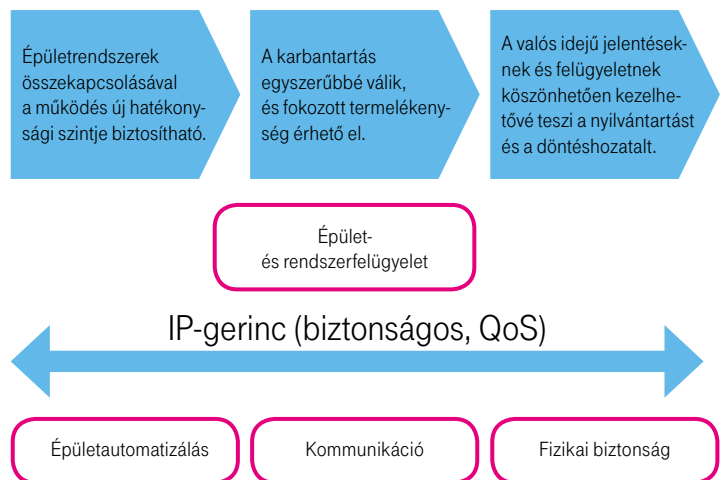 Épületrendszerek
összekapcsolásával
a működés új hatékony-
sági szintje biztosítható.
A karbantartás
egyszerűbbé válik,
és fokozott termelékeny-
ség érhető el.
A valós idejű jelentések-
nek és felügyeletnek
köszönhetően kezelhe-
tővé teszi a nyilvántartást
és a döntéshozatalt.
Épület-
és rendszerfelügyelet
IP-gerinc (biztonságos, QoS)
Épületautomatizálás
Kommunikáció
Fizikai biztonság